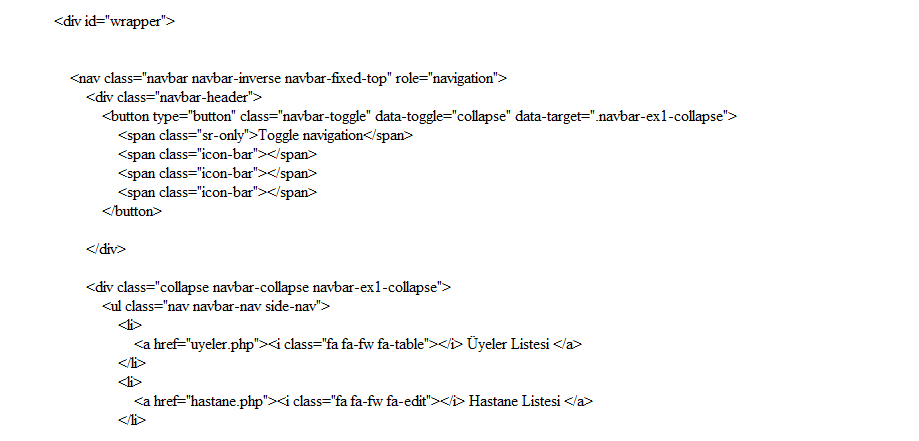 <div id="wrapper">
<nav class="navbar navbar-inverse navbar-fixed-top" role="navigation">
<div class="navbar-header">
<button type="button" class="navbar-toggle" data-toggle="collapse" data-target=".navbar-ex1-collapse">
<span class="sr-only">Toggle navigation</span>
<span class="icon-bar"></span>
<span class="icon-bar"></span>
<span class="icon-bar"></span>
</button>
</div>
<div class="collapse navbar-collapse navbar-ex1-collapse">
<ul class="nav navbar-nav side-nav">
<li>
<a href="uyeler.php"><i class="fa fa-fw fa-table"></i> Üyeler Listesi </a>
</li>
<li>
<a href="hastane.php"><i class="fa fa-fw fa-edit"></i> Hastane Listesi </a>
</li>